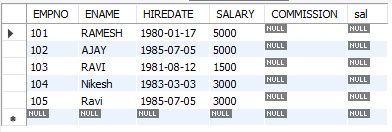 EMPNO ENAME HIREDATE SALARY COMMISSION sal
101 RAMESH 1980-01-17 5000 NULL NULL
102 AJAY 1985-07-05 5000 NULL NULL
103 RAVI 1981-08-12 1500 NULL NULL
104 Nikesh 1983-03-03 3000 NULL NULL
105 Ravi 1985-07-05 3000 NULL NULL
NULL NULL NULL NULL NULL NULL